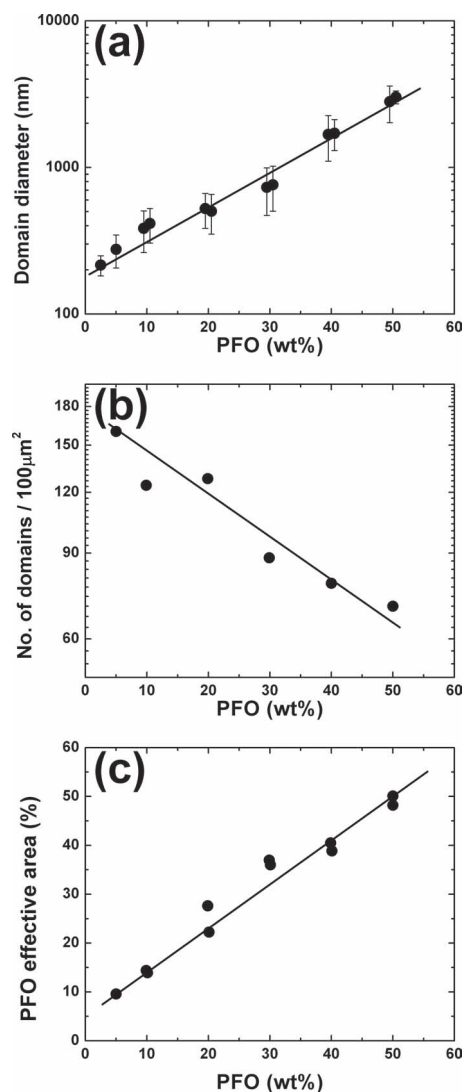 (a)
Domain diameter (nm)
10000
1000
100
0 10 20 30 40 50 60
PFO (wt%)
(b)
No. of domains / 100μm²
180
150
120
90
60
0 10 20 30 40 50 60
PFO (wt%)
(c)
PFO effective area (%)
60
50
40
30
20
10
0
0 10 20 30 40 50 60
PFO (wt%)